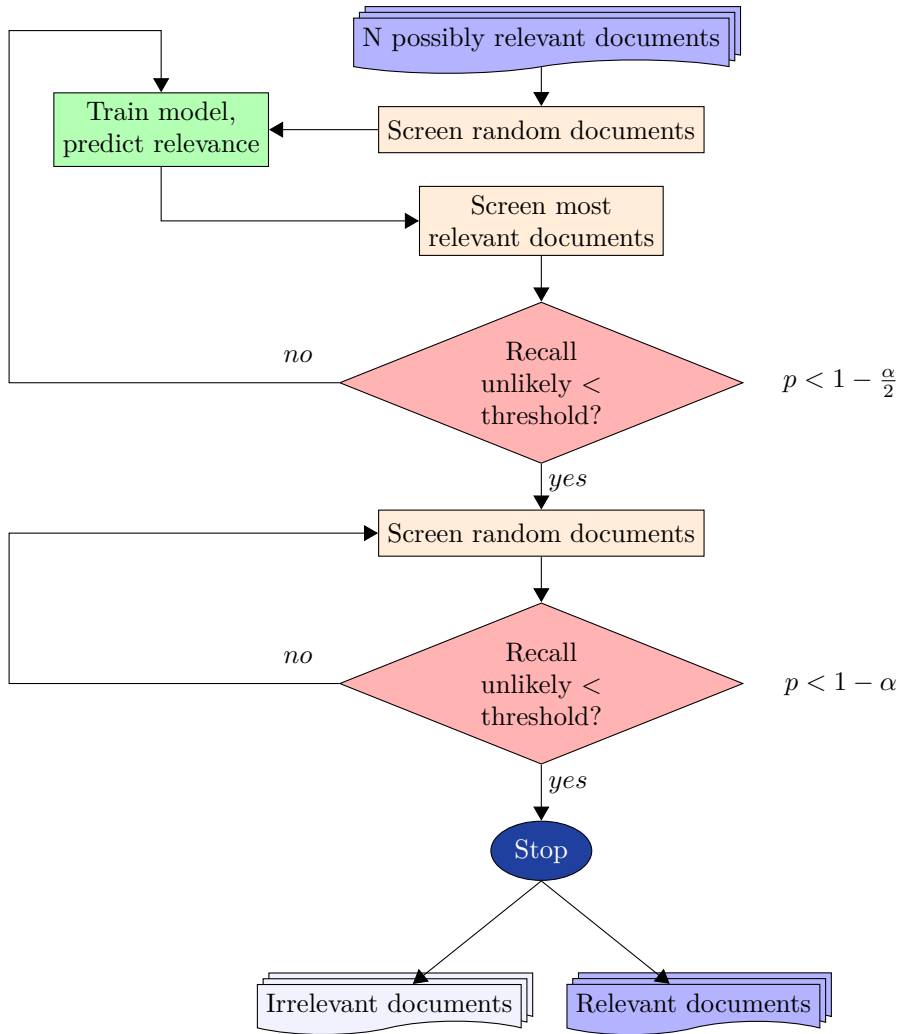 N possibly relevant documents
Train model,
predict relevance
Screen random documents
Screen most
relevant documents
no
Recall
unlikely <
threshold?
p < 1 − α/2
yes
Screen random documents
no
Recall
unlikely <
threshold?
p < 1 − α
yes
Stop
Irrelevant documents
Relevant documents